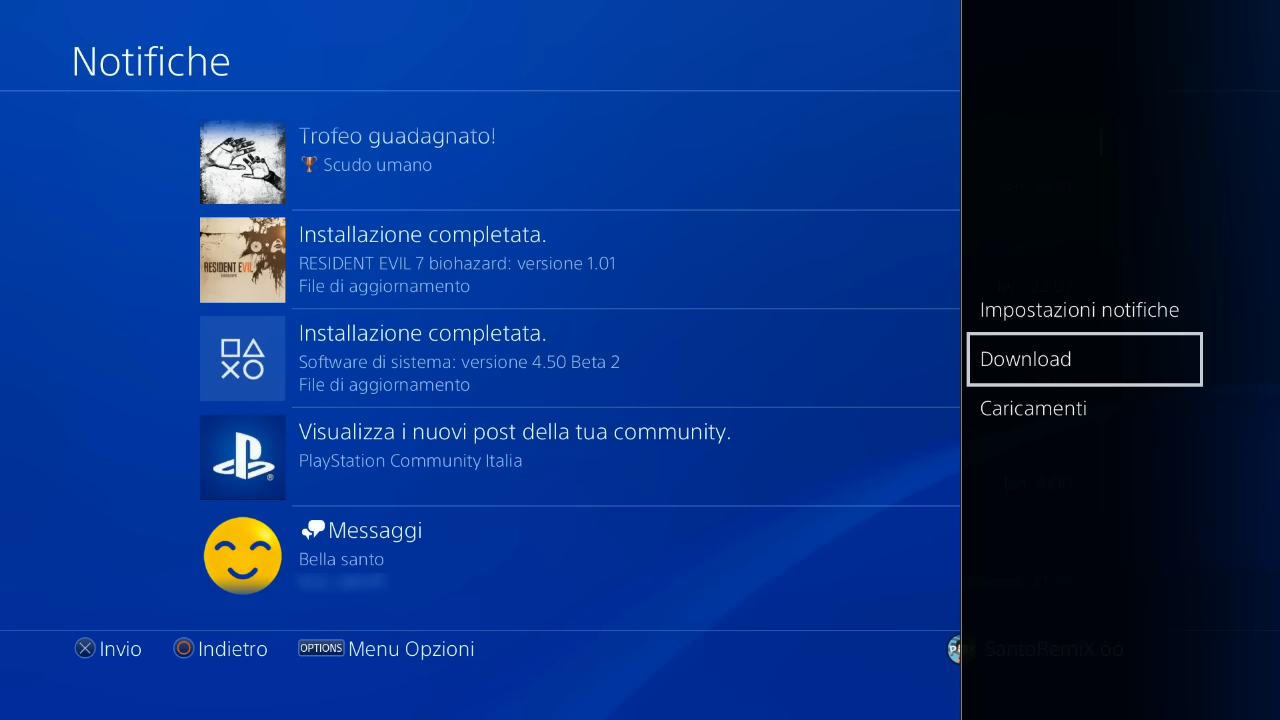 Notifiche
Trofeo guadagnato!
Scudo umano
Installazione completata.
RESIDENT EVIL 7 biohazard: versione 1.01
File di aggiornamento
RESIDENT EVIL
Installazione completata.
Software di sistema: versione 4.50 Beta 2
File di aggiornamento
Visualizza i nuovi post della tua community.
PlayStation Community Italia
Messaggi
Bella santo
Impostazioni notifiche
Download
Caricamenti
Invio
Indietro
OPTIONS Menu Opzioni
SantoRemiX